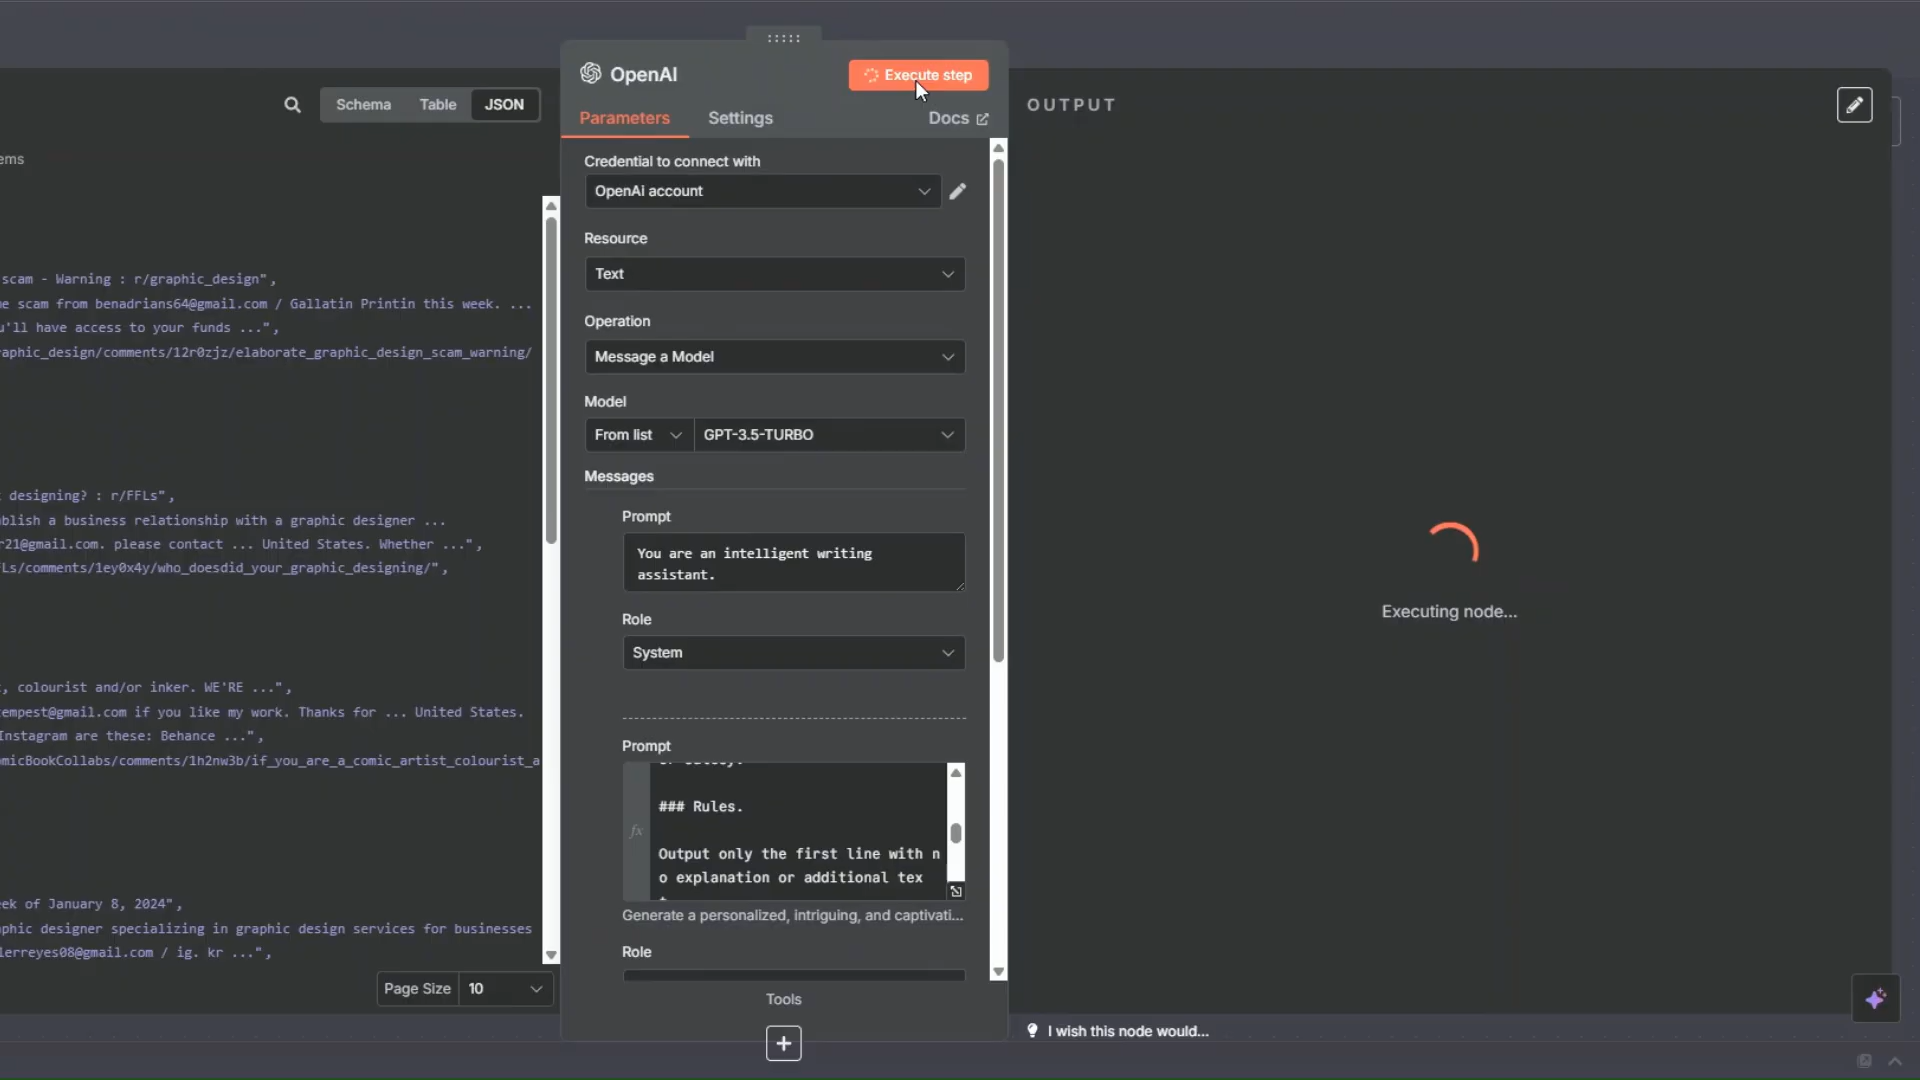 Schema
Table
JSON
ems
scam - Warning : r/graphic_design",
e scam from benadrians64@gmail.com / Gallatin Printin this week. ...
u'll have access to your funds ...",
aphic_design/comments/12r0zjz/elaborate_graphic_design_scam_warning/
designing? : r/FFLs",
blish a business relationship with a graphic designer ...
r21@gmail.com. please contact ... United States. Whether ...",
Ls/comments/1ey0x4y/who_doesdid_your_graphic_designing/",
, colourist and/or inker. WE'RE ...",
empest@gmail.com if you like my work. Thanks for ... United States.
Instagram are these: Behance ...",
micBookCollabs/comments/1h2nw3b/if_you_are_a_comic_artist_colourist_a
ek of January 8, 2024",
phic designer specializing in graphic design services for businesses
lerreyes08@gmail.com / ig. kr ...",
Page Size
10
OpenAI
Execute step
Parameters
Settings
Docs
Credential to connect with
OpenAi account
Resource
Text
Operation
Message a Model
Model
From list
GPT-3.5-TURBO
Messages
Prompt
You are an intelligent writing
assistant.
Role
System
Prompt
### Rules.
fx
Output only the first line with n
o explanation or additional tex
Generate a personalized, intriguing, and captivati...
Role
Tools
OUTPUT
Executing node...
I wish this node would...